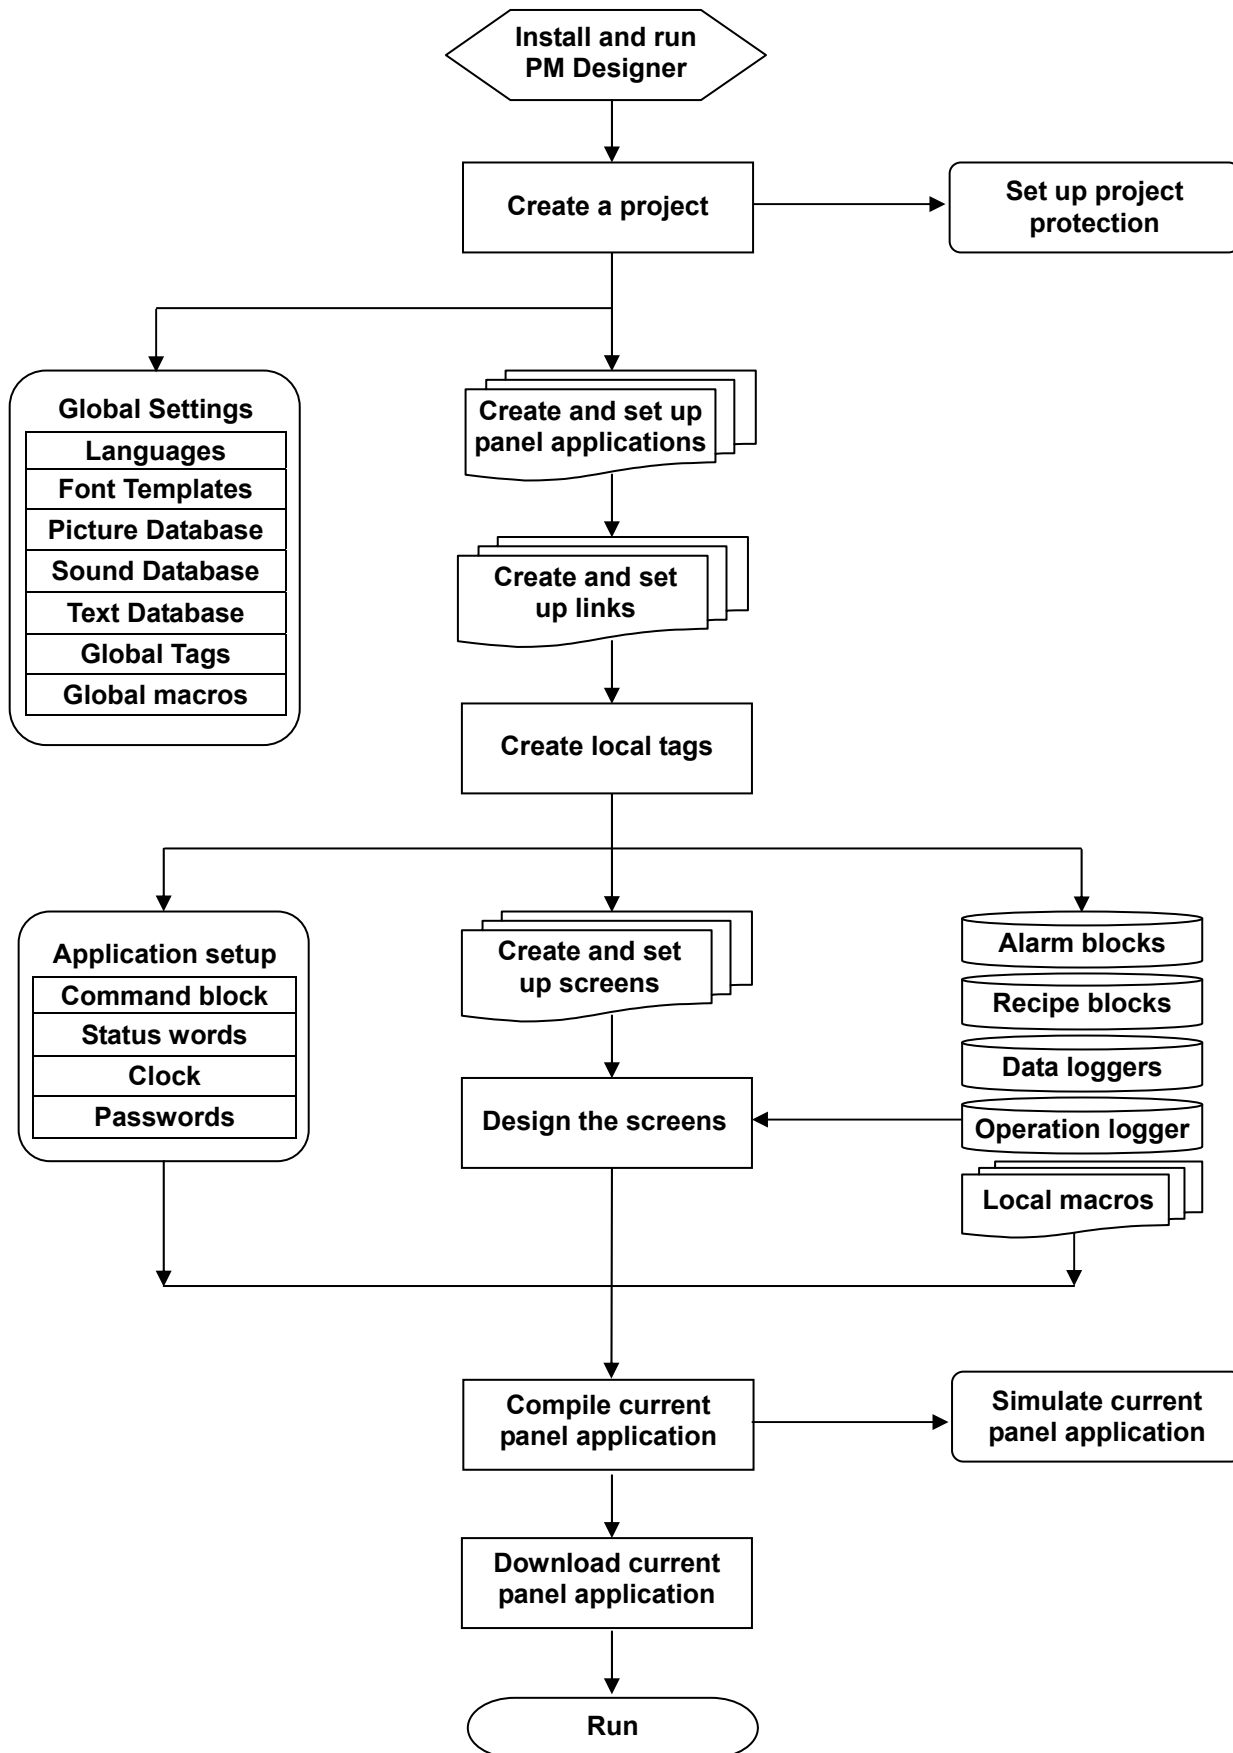 Install and run
PM Designer
Create a project
Set up project
protection
Global Settings
Languages
Font Templates
Picture Database
Sound Database
Text Database
Global Tags
Global macros
Create and set up
panel applications
Create and set
up links
Create local tags
Application setup
Command block
Status words
Clock
Passwords
Create and set
up screens
Design the screens
Alarm blocks
Recipe blocks
Data loggers
Operation logger
Local macros
Compile current
panel application
Simulate current
panel application
Download current
panel application
Run